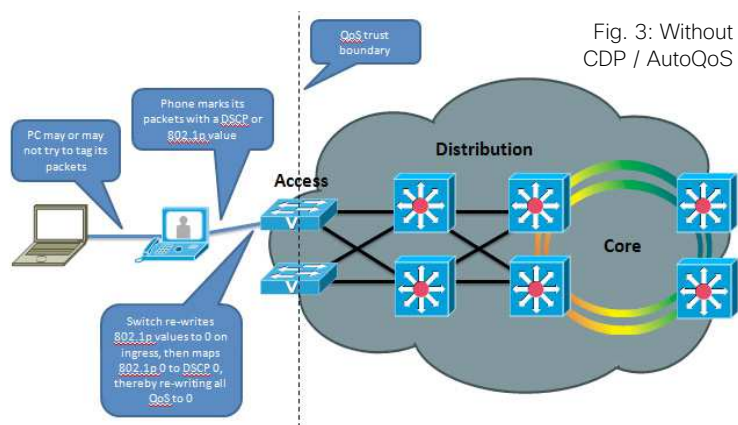 Fig. 3: Without
CDP / AutoQoS
QoS trust
boundary
Phone marks its
packets with a DSCP or
802.1p value
PC may or may
not try to tag its
packets
Distribution
Access
V
V
Core
Switch re-writes
802.1p values to 0 on
ingress, then maps
802.1p 0 to DSCP 0,
thereby re-writing all
QoS to 0